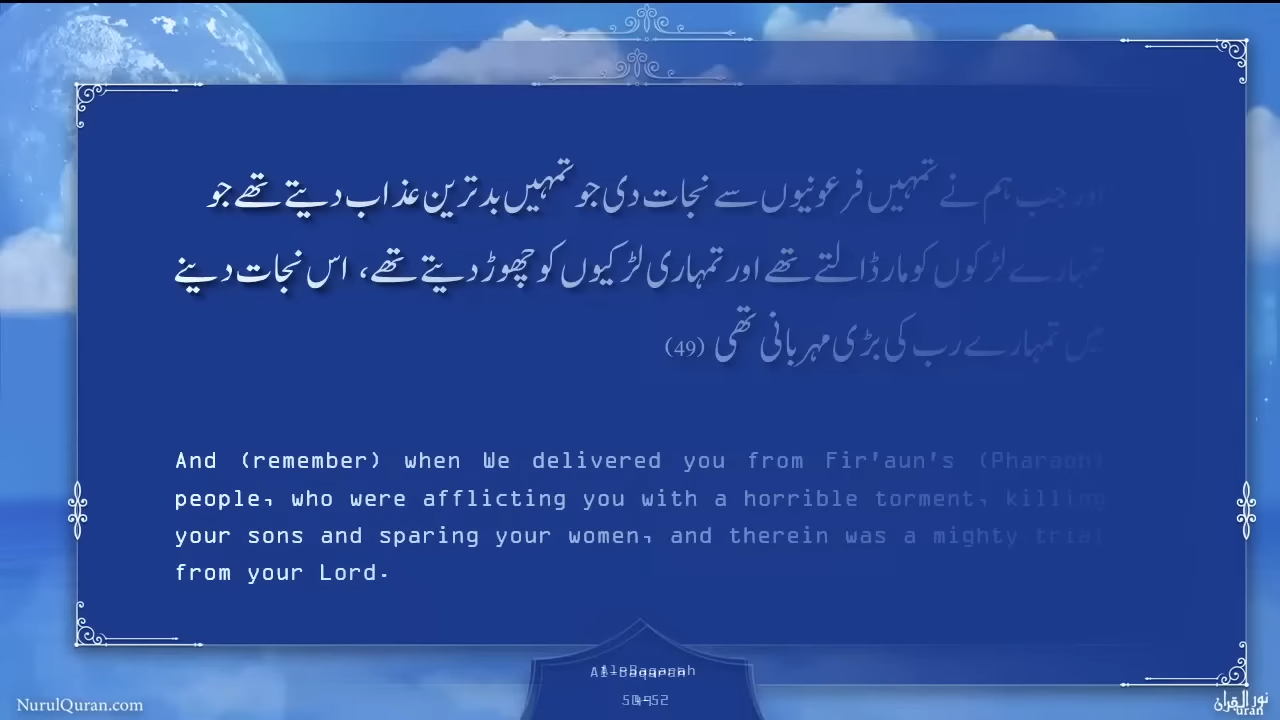 اور جب ہم نے تمہیں فرعونیوں سے نجات دی جو تمہیں بدترین عذاب دیتے تھے جو
تمہارے لڑکوں کو مار ڈالتے تھے اور تمہاری لڑکیوں کو چھوڑ دیتے تھے، اس نجات دینے
میں تمہارے رب کی بڑی مہربانی تھی (49)
And (remember) when We delivered you from Fir'aun's (Pharaoh)
people, who were afflicting you with a horrible torment, killing
your sons and sparing your women, and therein was a mighty trial
from your Lord.
Al-Baqarah
NurulQuran.com
نور القرآن